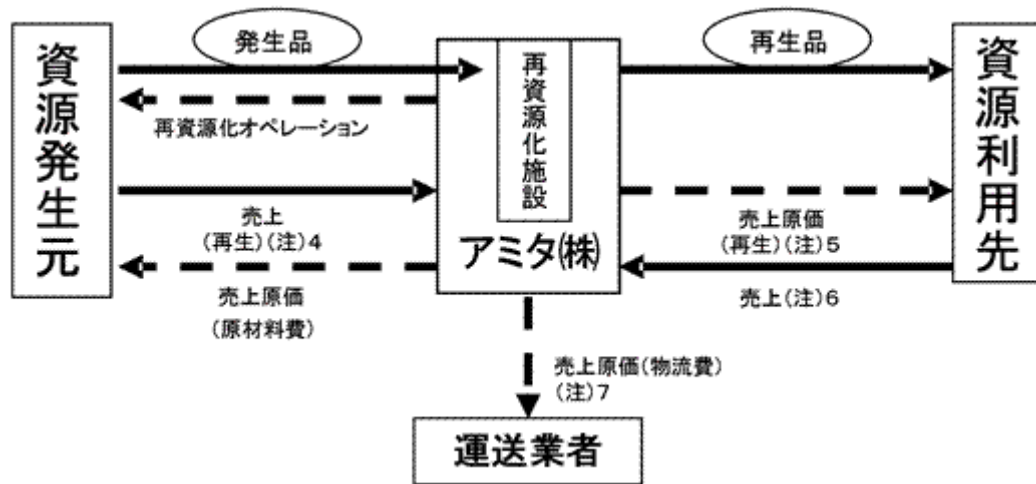 発生品
再生品
資源発生元
再資源化施設
資源利用先
再資源化オペレーション
売上
(再生)(注)4
売上原価
(再生)(注)5
アミタ㈱
売上原価
(原材料費)
売上(注)6
売上原価(物流費)
(注)7
運送業者